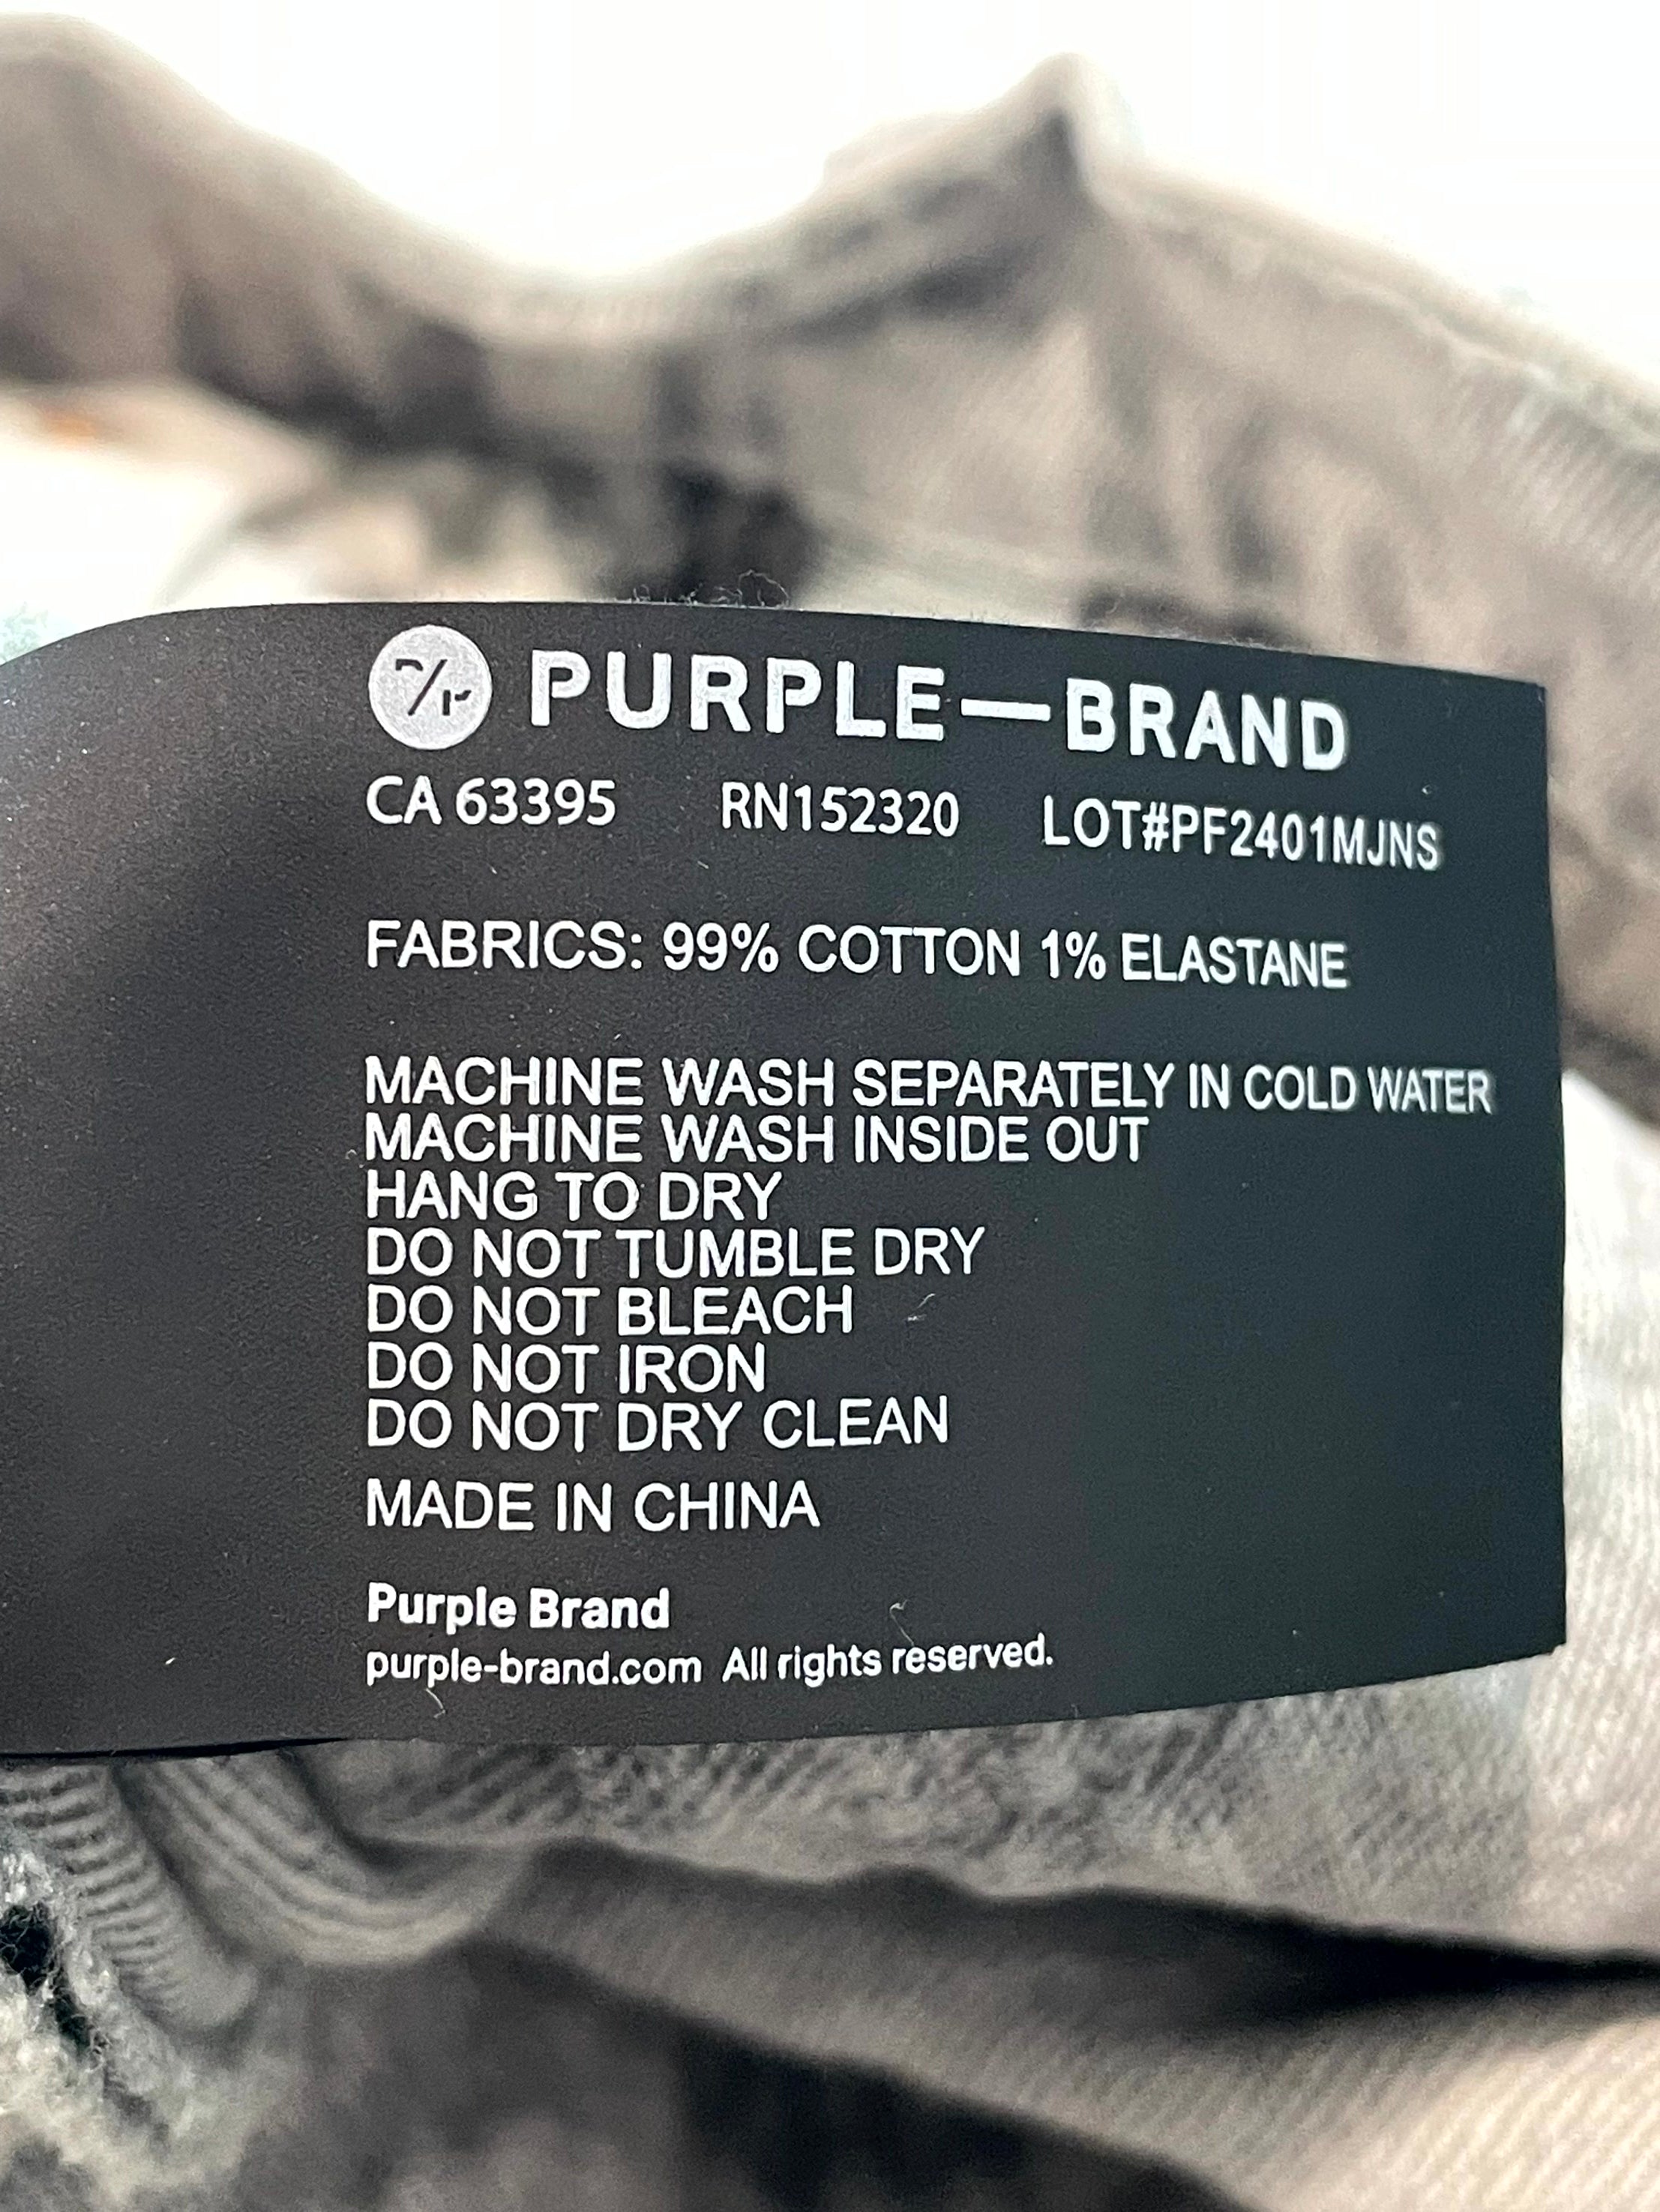 PURPLE—BRAND
CA 63395 RN152320 LOT#PF2401MJNS
FABRICS: 99% COTTON 1% ELASTANE
MACHINE WASH SEPARATELY IN COLD WATER
MACHINE WASH INSIDE OUT
HANG TO DRY
DO NOT TUMBLE DRY
DO NOT BLEACH
DO NOT IRON
DO NOT DRY CLEAN
MADE IN CHINA
Purple Brand
purple-brand.com All rights reserved.